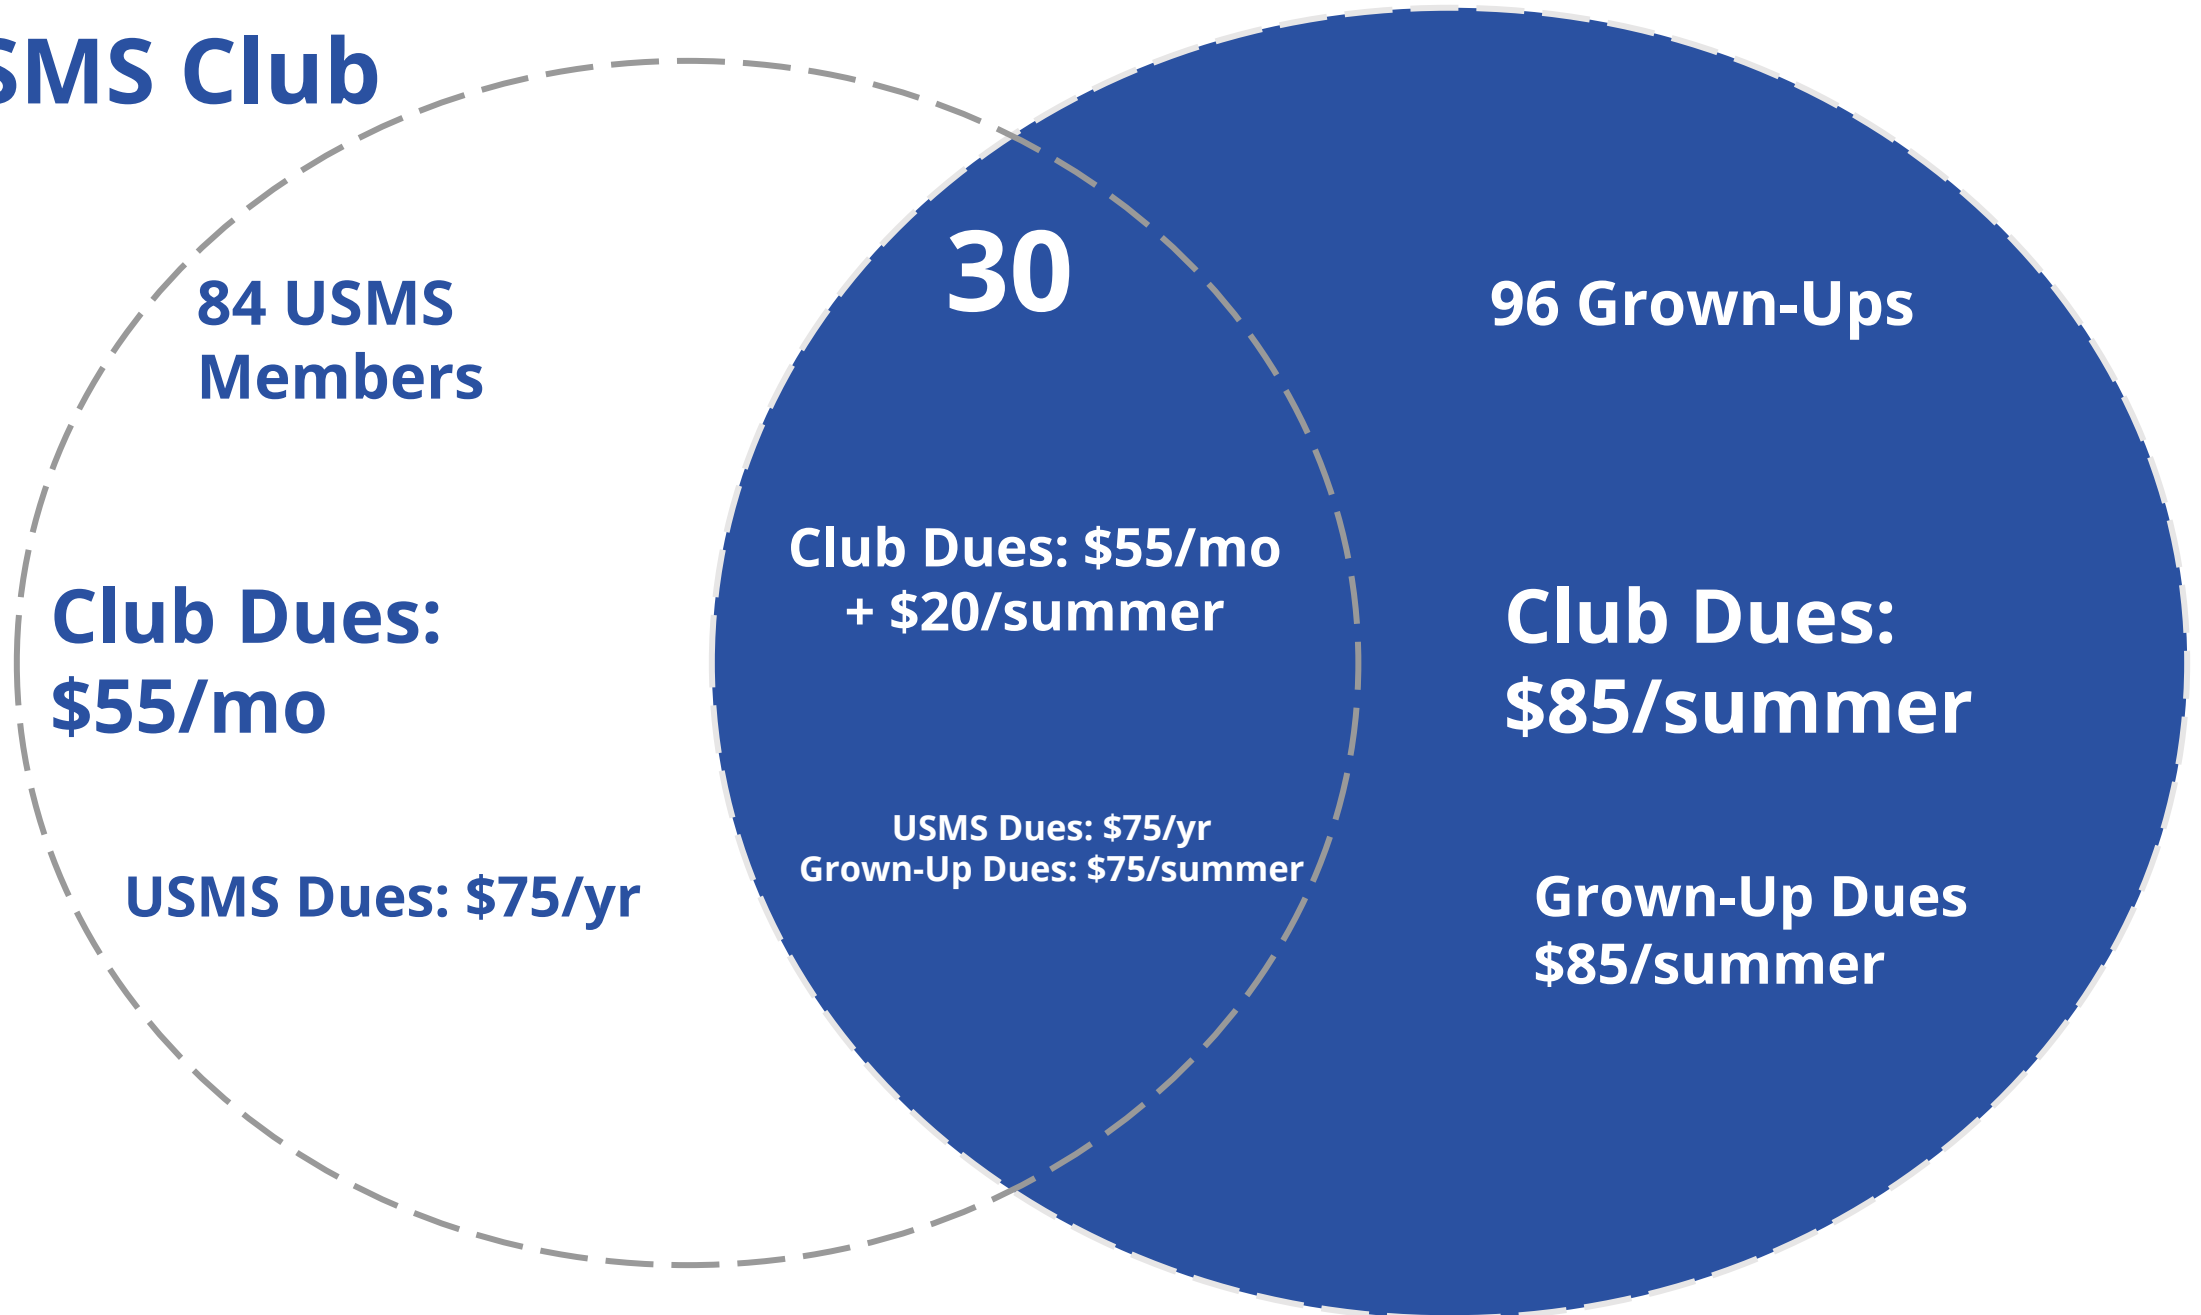 SMS Club
30
84 USMS
Members
96 Grown-Ups
Club Dues: $55/mo
+ $20/summer
Club Dues:
$55/mo
Club Dues:
$85/summer
USMS Dues: $75/yr
Grown-Up Dues: $75/summer
USMS Dues: $75/yr
Grown-Up Dues
$85/summer